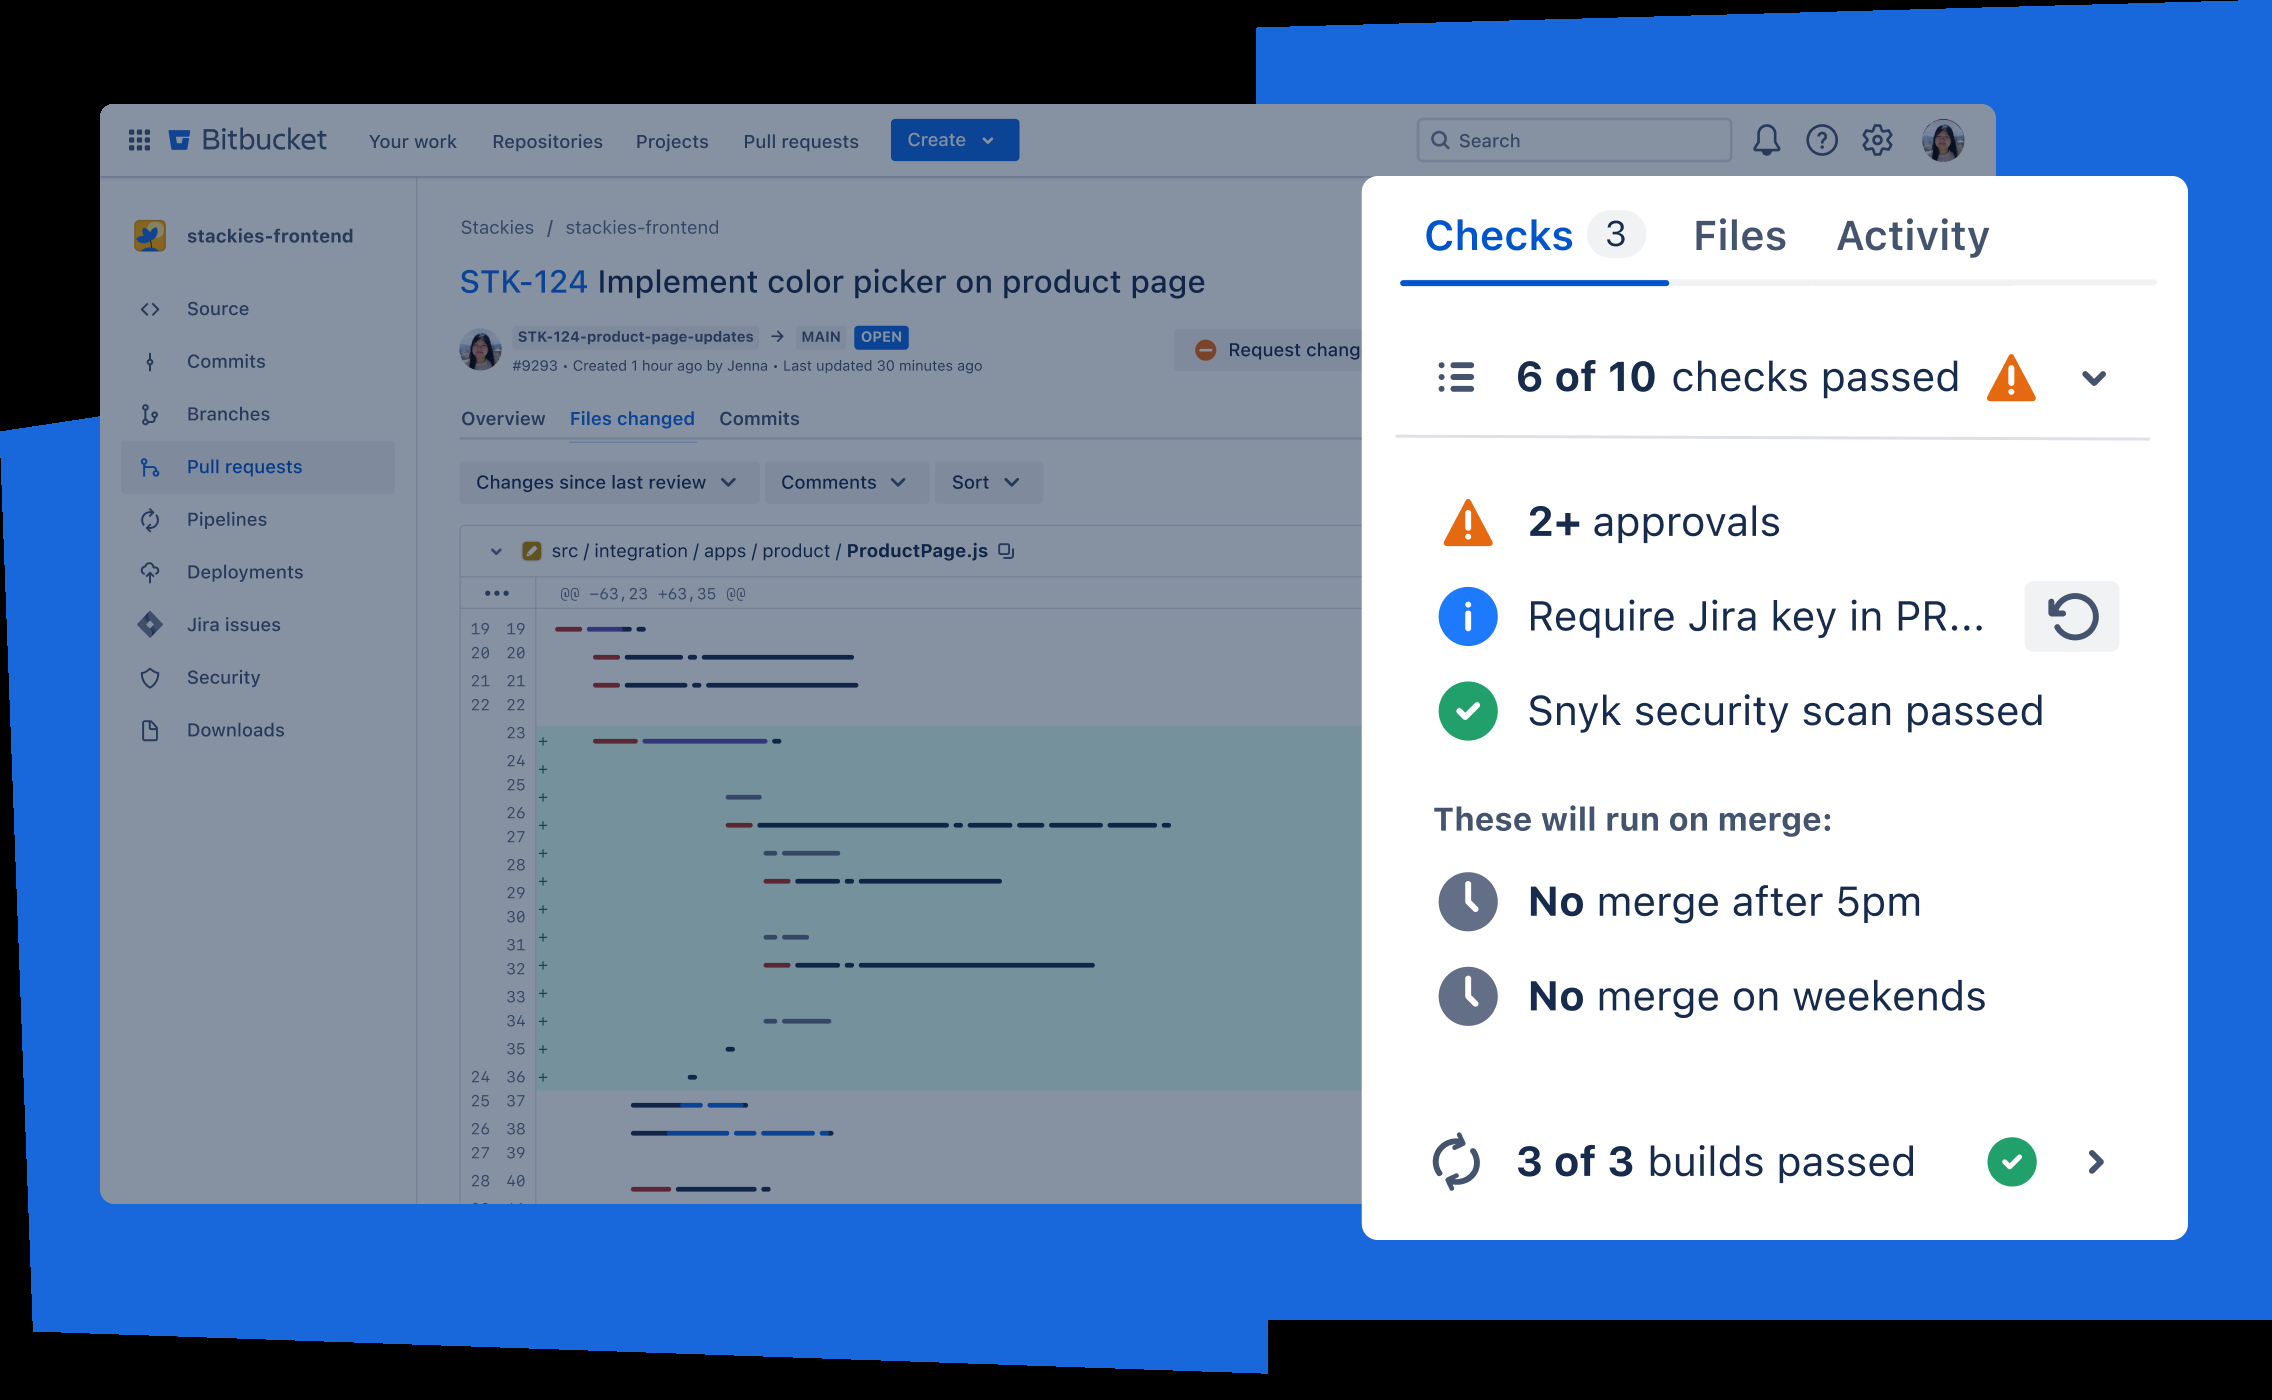 Bitbucket Your work Repositories Projects Pull requests Create Search
stackies-frontend
Source
Commits
Branches
Pull requests
Pipelines
Deployments
Jira issues
Security
Downloads
Stackies / stackies-frontend
STK-124 Implement color picker on product page
STK-124-product-page-updates → MAIN OPEN
#9293 • Created 1 hour ago by Jenna • Last updated 30 minutes ago
Request chang
Overview Files changed Commits
Changes since last review Comments Sort
src / integration / apps / product / ProductPage.js
@@ -63,23 +63,35 @@
19 19
20 20
21 21
22 22
23 +
24 +
25 +
26 +
27
28 +
29 +
30 +
31 +
32 +
33 +
34 +
35 +
24 36 +
25 37
26 38
27 39
28 40
Checks 3 Files Activity
6 of 10 checks passed
2+ approvals
Require Jira key in PR...
Snyk security scan passed
These will run on merge:
No merge after 5pm
No merge on weekends
3 of 3 builds passed